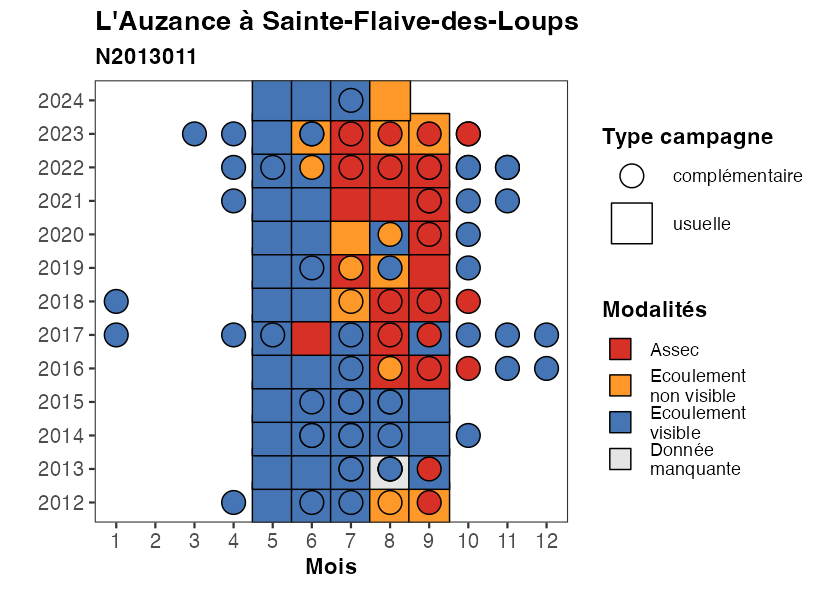 L'Auzance à Sainte-Flaive-des-Loups
N2013011
2024
2023
2022
2021
2020
2019
2018
2017
2016
2015
2014
2013
2012
1 2 3 4 5 6 7 8 9 10 11 12
Mois
Type campagne
complémentaire
usuelle
Modalités
Assec
Ecoulement
non visible
Ecoulement
visible
Donnée
manquante